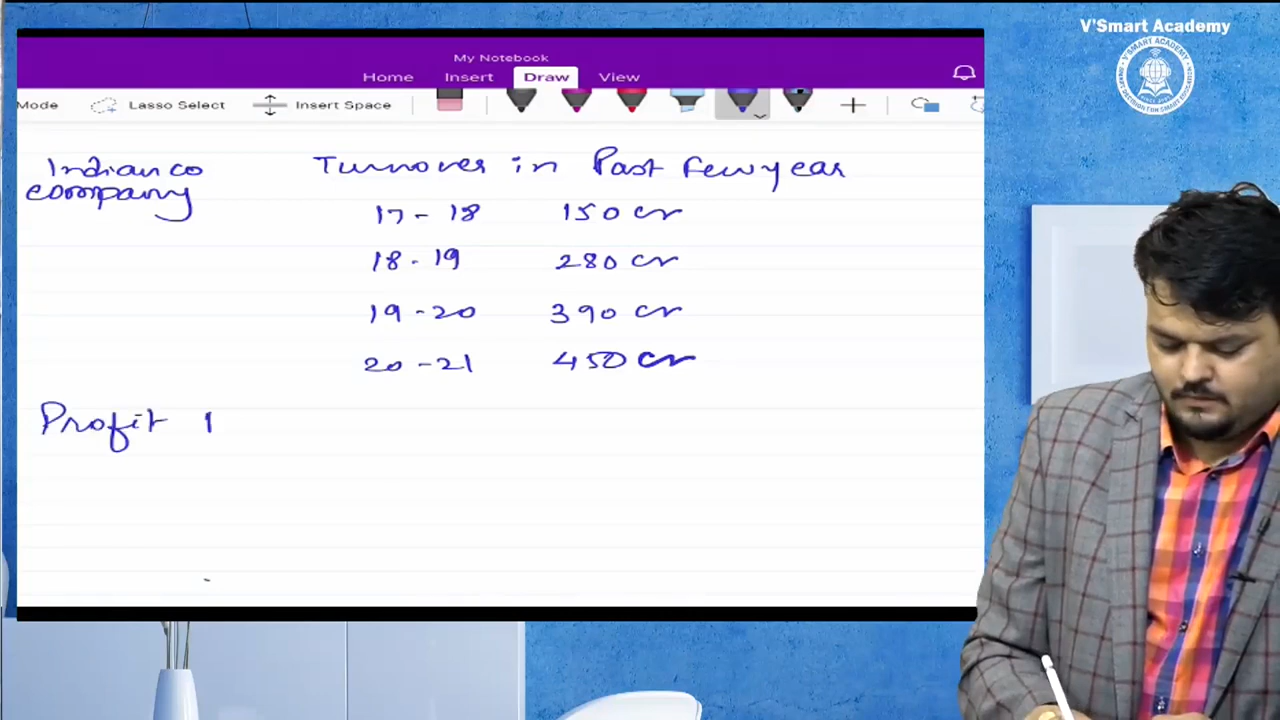 V'Smart Academy
My Notebook
Home Insert Draw View
Mode Lasso Select Insert Space
Indian co Turnover in Past Few year
company
17 - 18 150 cr
18 - 19 280 cr
19 - 20 390 cr
20 - 21 450 cr
Profit 1